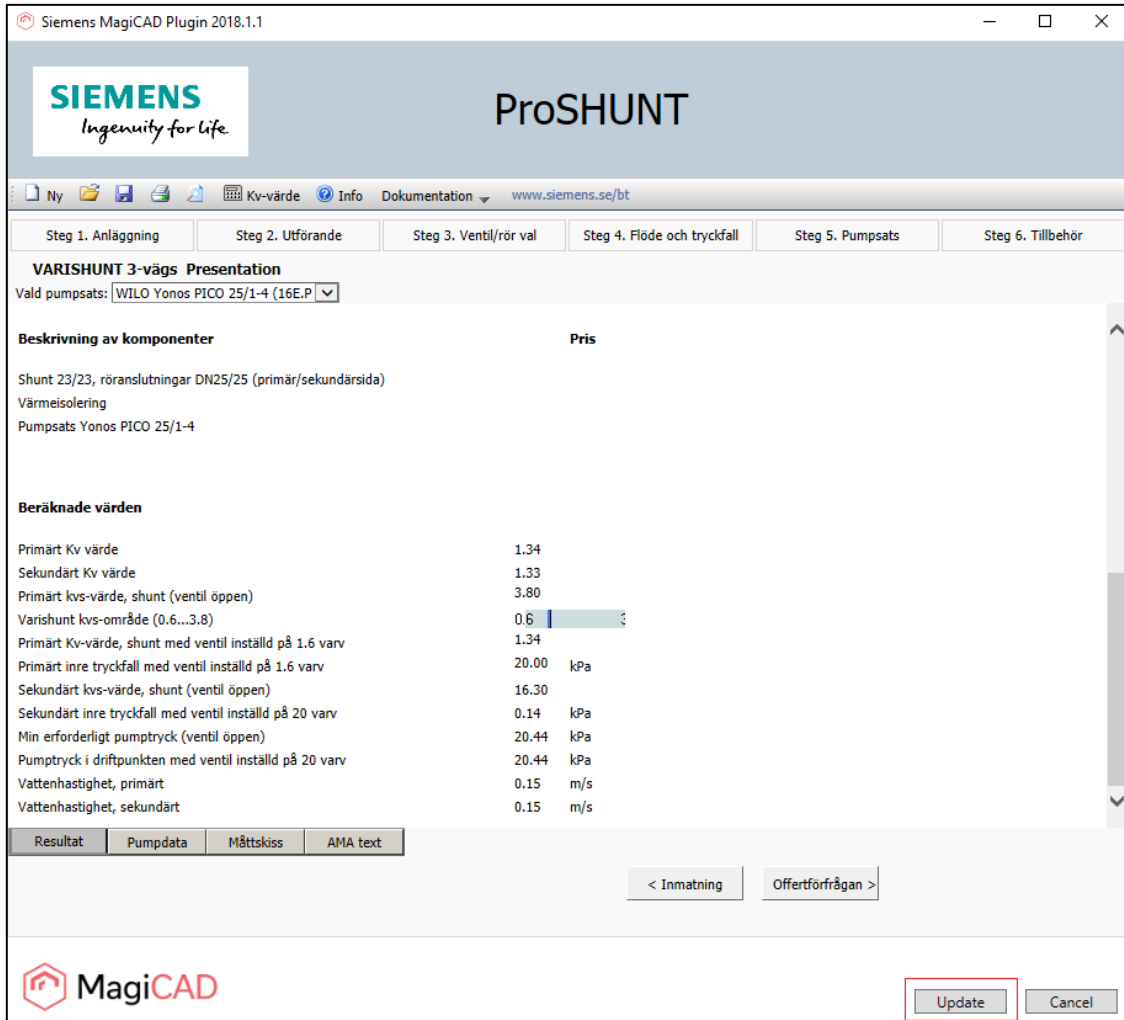 Siemens MagiCAD Plugin 2018.1.1
SIEMENS
Ingenuity for life
ProSHUNT
Ny Kv-värde Info Dokumentation www.siemens.se/bt
Steg 1. Anläggning Steg 2. Utförande Steg 3. Ventil/rör val Steg 4. Flöde och tryckfall Steg 5. Pumpsats Steg 6. Tillbehör
VARISHUNT 3-vägs Presentation
Vald pumpsats: WILO Yonos PICO 25/1-4 (16E.P
Beskrivning av komponenter Pris
Shunt 23/23, röranslutningar DN25/25 (primär/sekundärsida)
Värmeisolering
Pumpsats Yonos PICO 25/1-4
Beräknade värden
Primärt Kv värde 1.34
Sekundärt Kv värde 1.33
Primärt kvs-värde, shunt (ventil öppen) 3.80
Varishunt kvs-område (0.6...3.8) 0.6
Primärt Kv-värde, shunt med ventil inställd på 1.6 varv 1.34
Primärt inre tryckfall med ventil inställd på 1.6 varv 20.00 kPa
Sekundärt kvs-värde, shunt (ventil öppen) 16.30
Sekundärt inre tryckfall med ventil inställd på 20 varv 0.14 kPa
Min erforderligt pumptryck (ventil öppen) 20.44 kPa
Pumptryck i driftpunkten med ventil inställd på 20 varv 20.44 kPa
Vattenhastighet, primärt 0.15 m/s
Vattenhastighet, sekundärt 0.15 m/s
Resultat Pumpdata Måttskiss AMA text
< Inmatning Offertförfrågan >
MagiCAD
Update Cancel